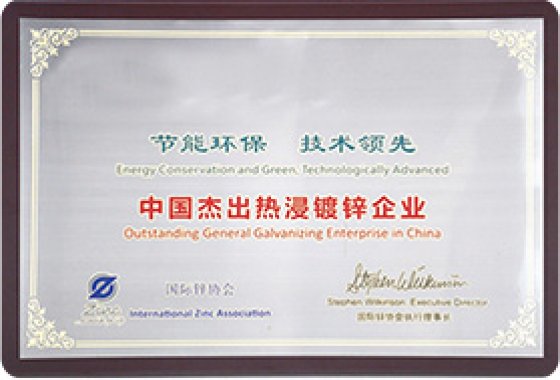 节能环保 技术领先
Energy Conservation and Green, Technologically Advanced
中国杰出热浸镀锌企业
Outstanding General Galvanizing Enterprise in China
国际锌协会
International Zinc Association
Stephen Wilkinson Executive Director
国际锌协会执行理事长